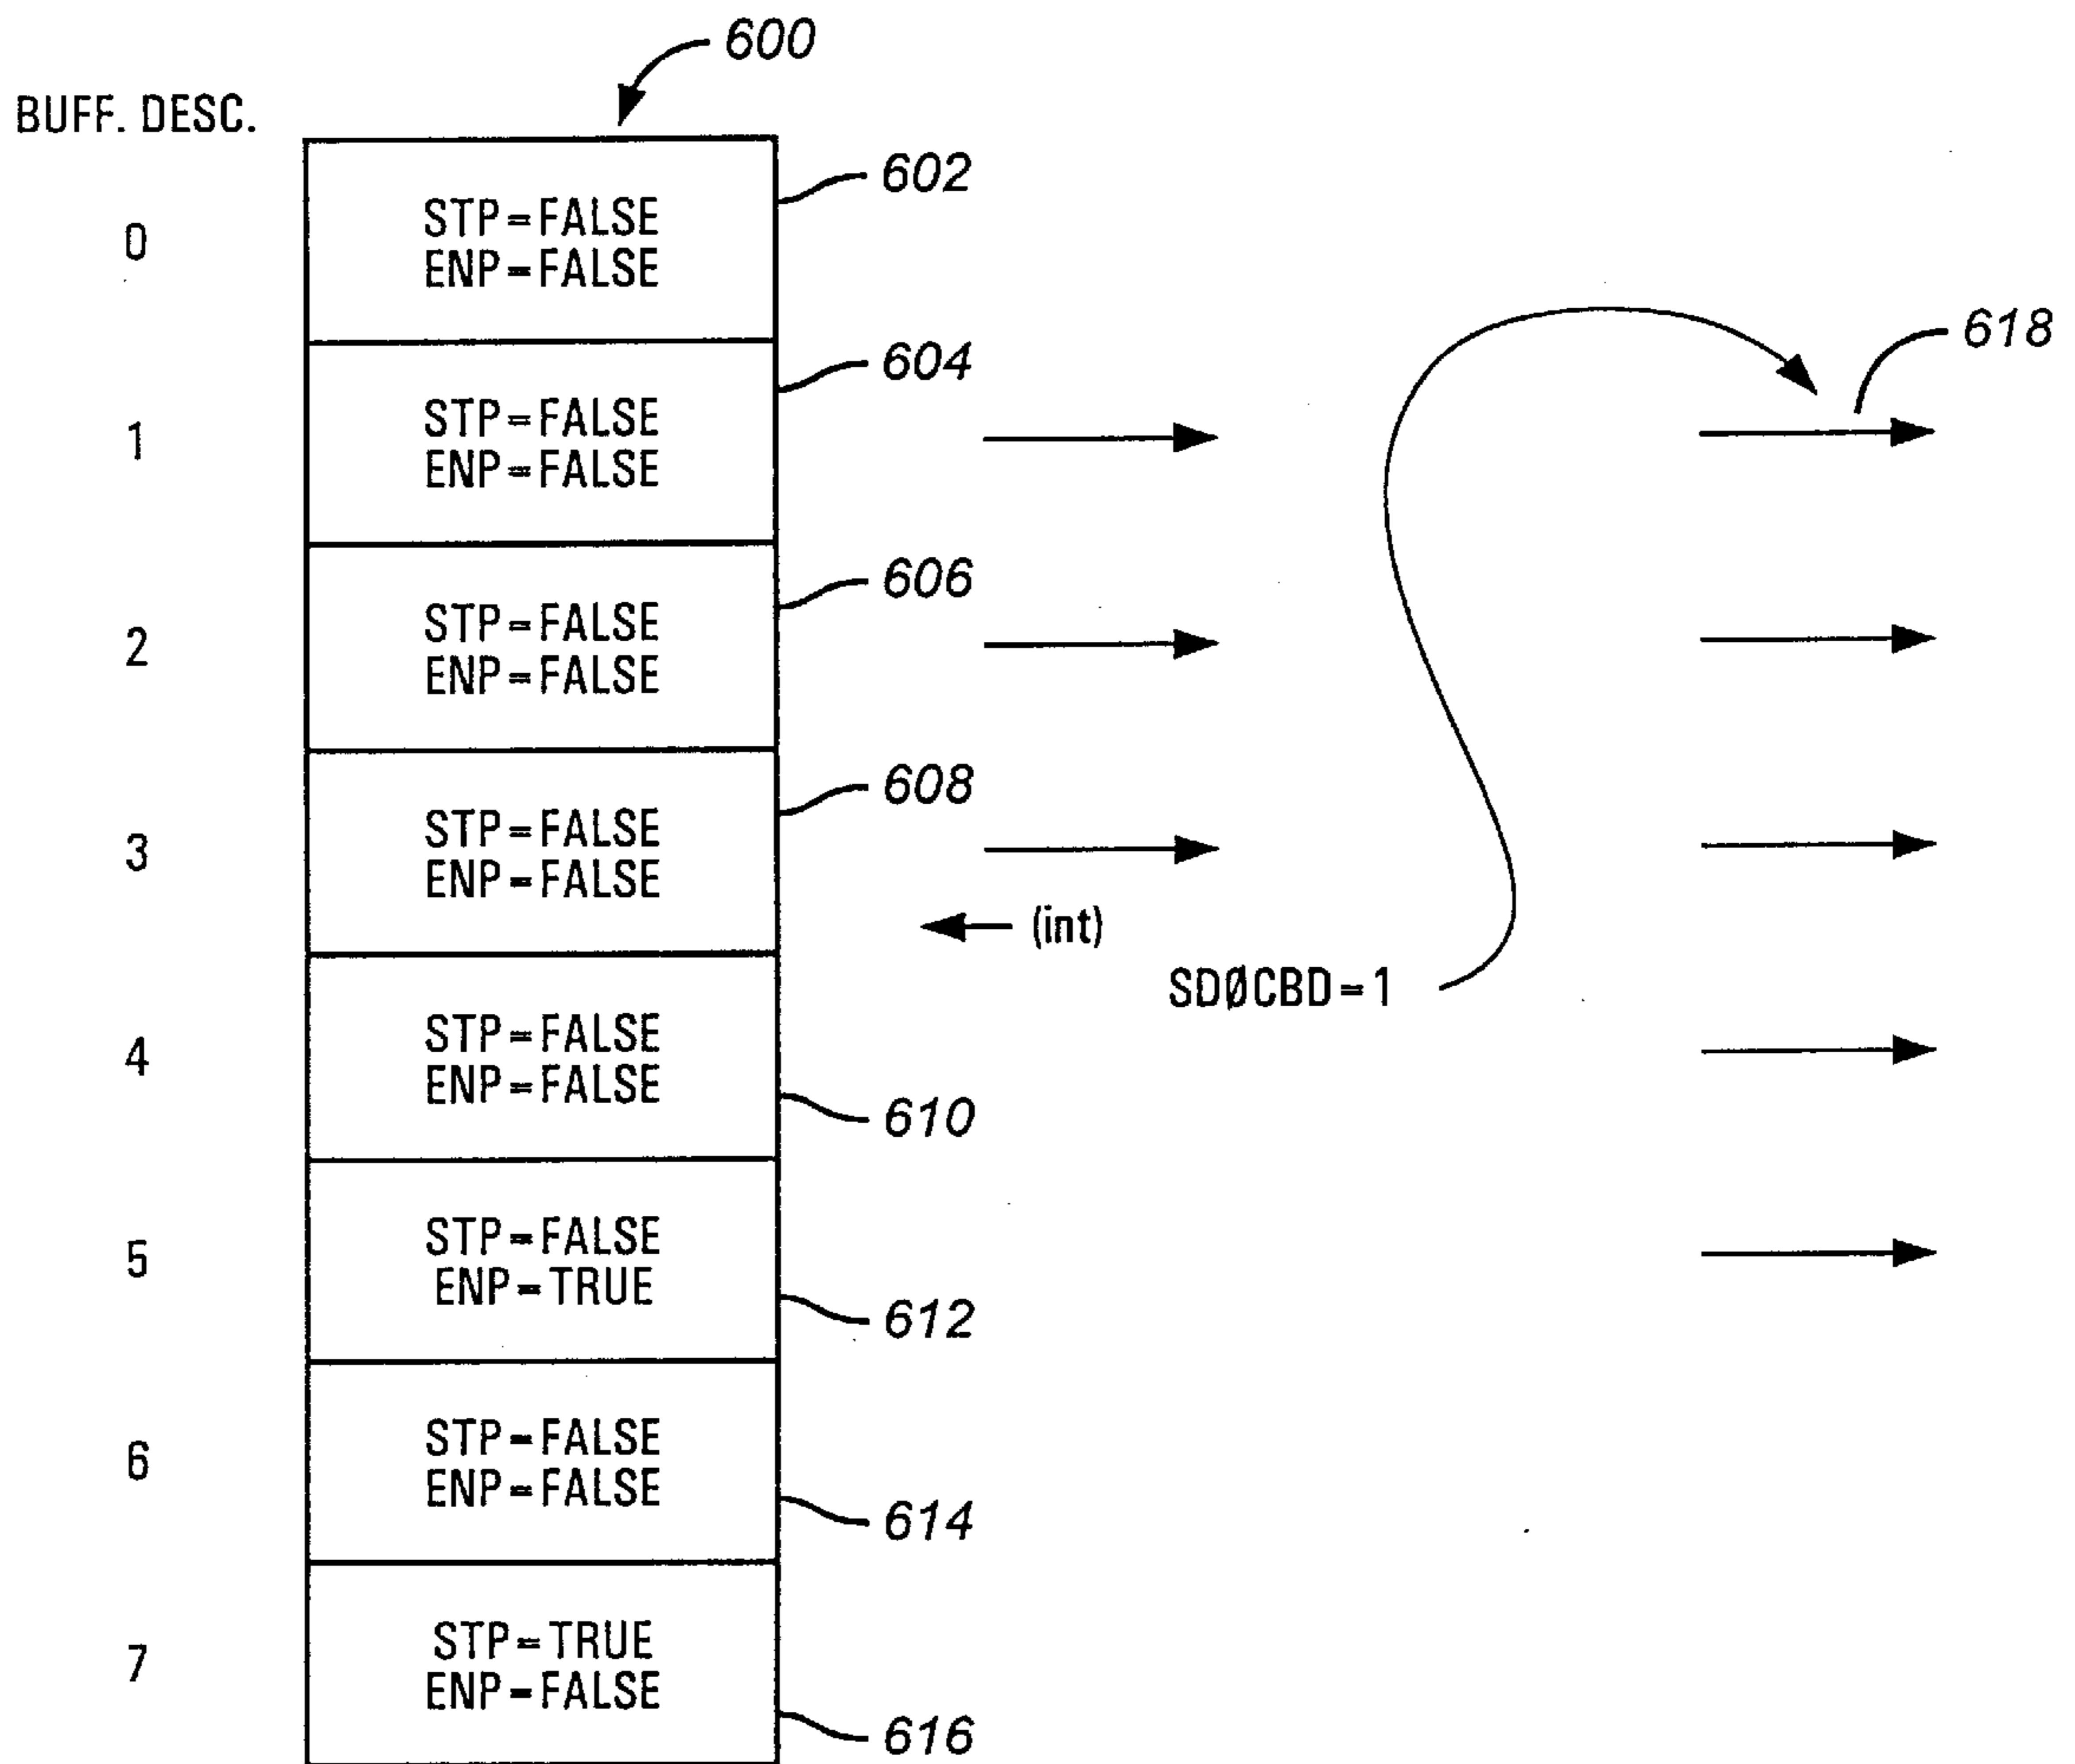 600
BUFF. DESC.
0
STP=FALSE
ENP=FALSE
602
1
STP=FALSE
ENP=FALSE
604
618
2
STP=FALSE
ENP=FALSE
606
3
STP=FALSE
ENP=FALSE
608
(int)
SDØCBD=1
4
STP=FALSE
ENP=FALSE
610
5
STP=FALSE
ENP=TRUE
612
6
STP=FALSE
ENP=FALSE
614
7
STP=TRUE
ENP=FALSE
616